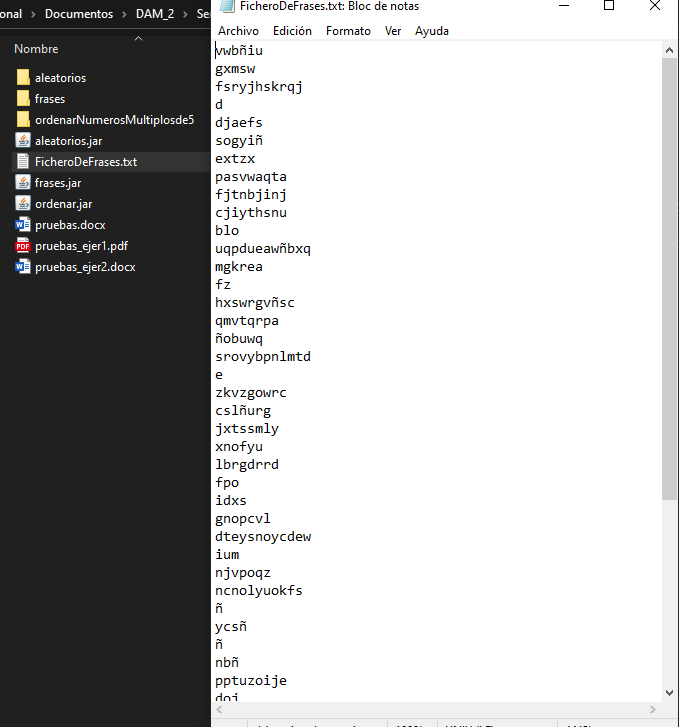 onal > Documentos > DAM_2 > Se
Nombre
aleatorios
frases
ordenarNumerosMultiplosde5
aleatorios.jar
FicheroDeFrases.txt
frases.jar
ordenar.jar
pruebas.docx
PDF pruebas_ejer1.pdf
pruebas_ejer2.docx
FicheroDeFrases.txt: Bloc de notas
Archivo Edición Formato Ver Ayuda
vwbñiu
gxmsw
fsryjhskrqj
d
djaefs
sogyiñ
extzx
pasvwaqta
fjtnbjinj
cjiythsnu
blo
uqpdueawñbxq
mgkrea
fz
hxswrgvñsc
qmvtqrpa
ñobuwq
srovybpnlmtd
e
zkvzgowrc
cslñurg
jxtssmly
xnofyu
lbrgdrrd
fpo
idxs
gnopcvl
dteysnoycdew
ium
njvpoqz
ncnolyuokfs
ñ
ycsñ
ñ
nbñ
pptuzoije
doj